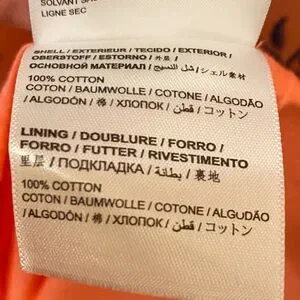 LIGNE SEC
SHELL / EXTERIEUR / TECIDO / EXTERIOR /
OBERSTOFF / ESTORNO / 外层 /
ОСНОВНОЙ МАТЕРИАЛ / شل النسيج / シェル素材
100% COTTON
COTON / BAUMWOLLE / COTONE / ALGODÃO
/ ALGODÓN / 棉 / ХЛОПОК / قطن / コットン
LINING / DOUBLURE / FORRO /
FORRO / FUTTER / RIVESTIMENTO
里层 / ПОДКЛАДКА / بطانة / 裏地
100% COTTON
COTON / BAUMWOLLE / COTONE / ALGODÃO
/ ALGODÓN / 棉 / ХЛОПОК / قطن / コットン